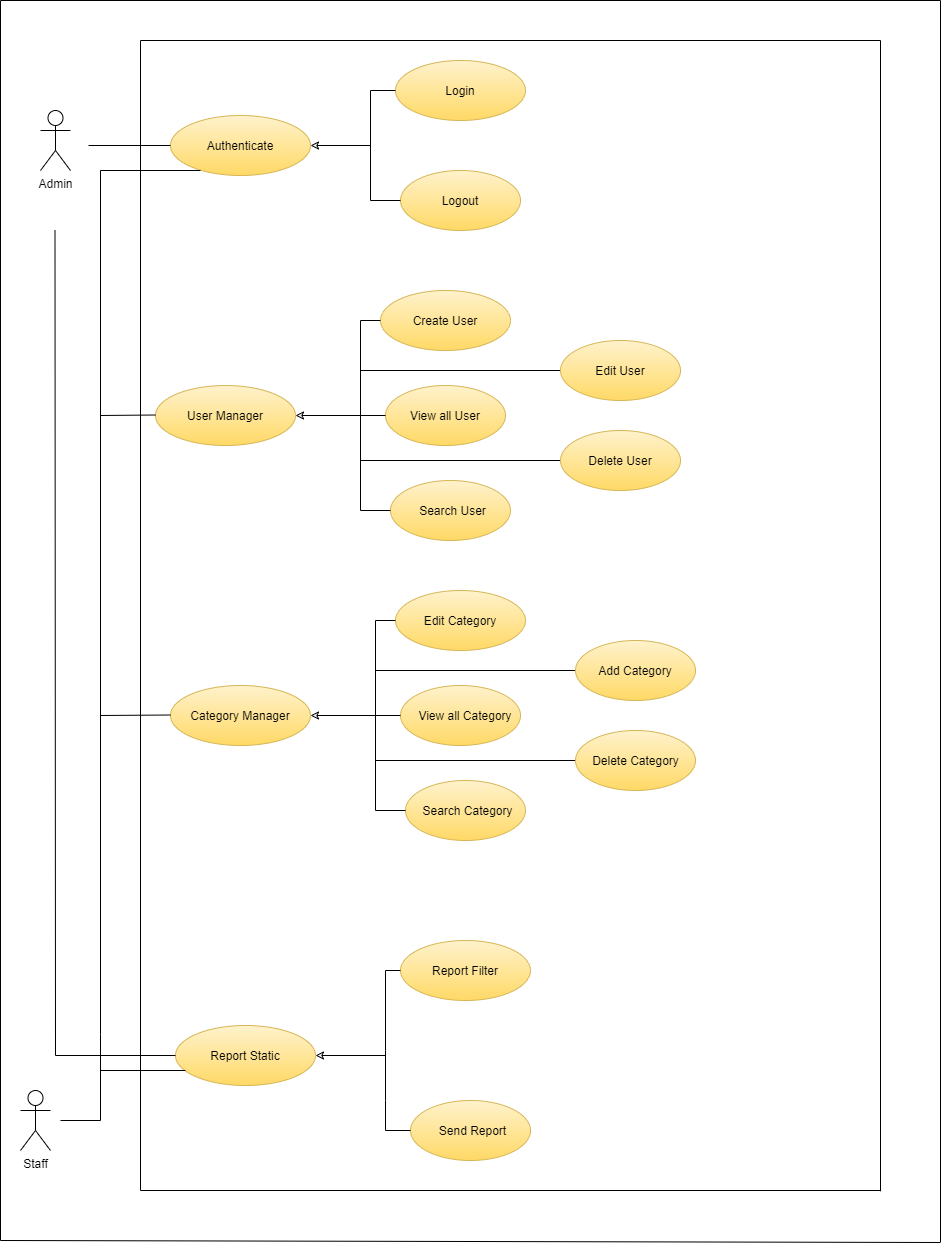 Login
Authenticate
Admin
Logout
Create User
Edit User
User Manager
View all User
Delete User
Search User
Edit Category
Add Category
Category Manager
View all Category
Delete Category
Search Category
Report Filter
Report Static
Send Report
Staff